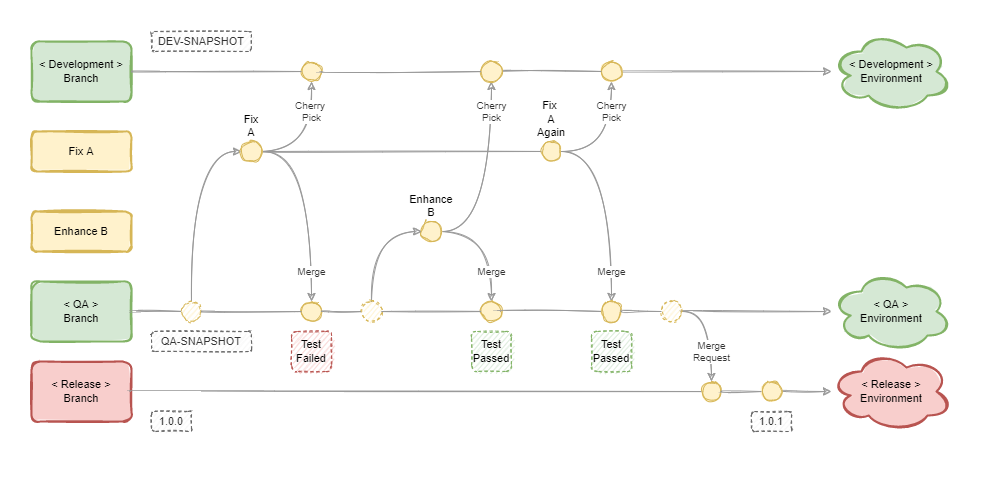 DEV-SNAPSHOT
< Development >
Branch
< Development >
Environment
Cherry
Pick
Cherry
Pick
Cherry
Pick
Fix
A
Fix
A
Again
Fix A
Enhance
B
Enhance B
Merge
Merge
Merge
< QA >
Branch
< QA >
Environment
QA-SNAPSHOT
Test
Failed
Test
Passed
Test
Passed
Merge
Request
< Release >
Branch
< Release >
Environment
1.0.0
1.0.1